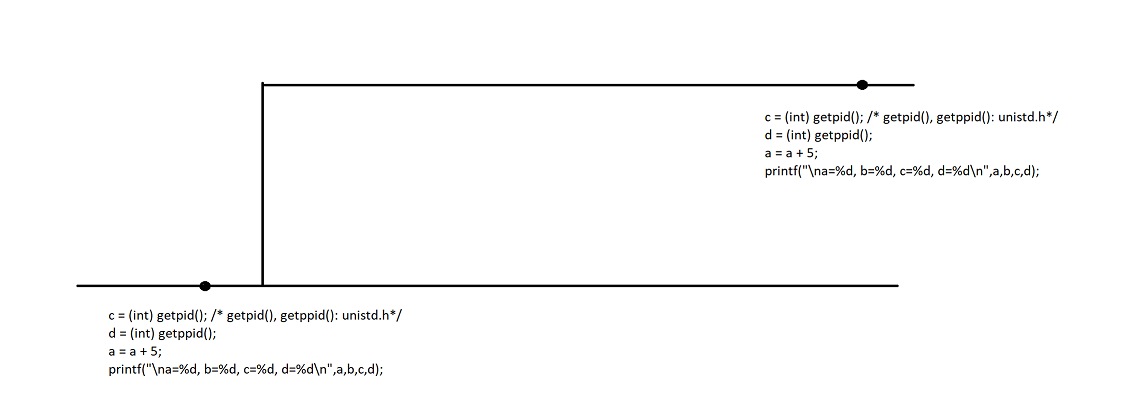 c = (int) getpid(); /* getpid(), getppid(): unistd.h*/
d = (int) getppid();
a = a + 5;
printf("\na=%d, b=%d, c=%d, d=%d\n",a,b,c,d);
c = (int) getpid(); /* getpid(), getppid(): unistd.h*/
d = (int) getppid();
a = a + 5;
printf("\na=%d, b=%d, c=%d, d=%d\n",a,b,c,d);